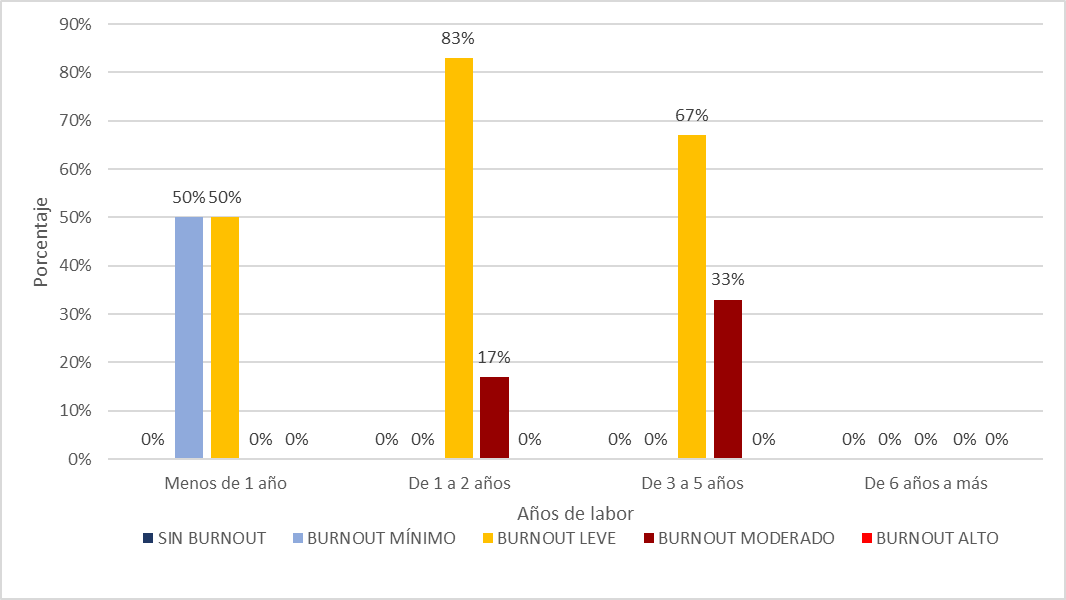 90%
80%
70%
60%
50%
40%
30%
20%
10%
0%
Porcentaje
0% 50% 50% 0% 0%
0% 0% 83% 17% 0%
0% 0% 67% 33% 0%
0% 0% 0% 0% 0%
Menos de 1 año
De 1 a 2 años
De 3 a 5 años
De 6 años a más
Años de labor
SIN BURNOUT BURNOUT MÍNIMO BURNOUT LEVE BURNOUT MODERADO BURNOUT ALTO